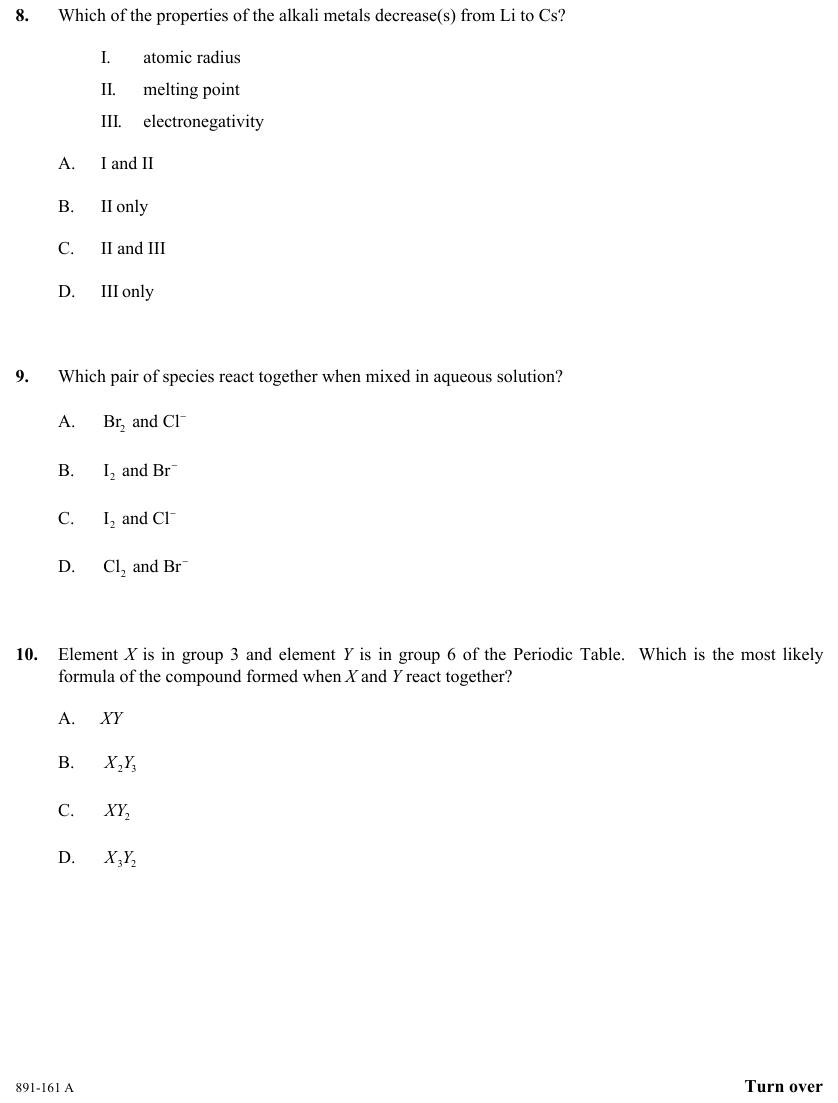 8. Which of the properties of the alkali metals decrease(s) from Li to Cs?
I. atomic radius
II. melting point
III. electronegativity
A. I and II
B. II only
C. II and III
D. III only
9. Which pair of species react together when mixed in aqueous solution?
A. Br₂ and Cl⁻
B. I₂ and Br⁻
C. I₂ and Cl⁻
D. Cl₂ and Br⁻
10. Element X is in group 3 and element Y is in group 6 of the Periodic Table. Which is the most likely
formula of the compound formed when X and Y react together?
A. XY
B. X₂Y₃
C. XY₂
D. X₃Y₂
891-161 A Turn over